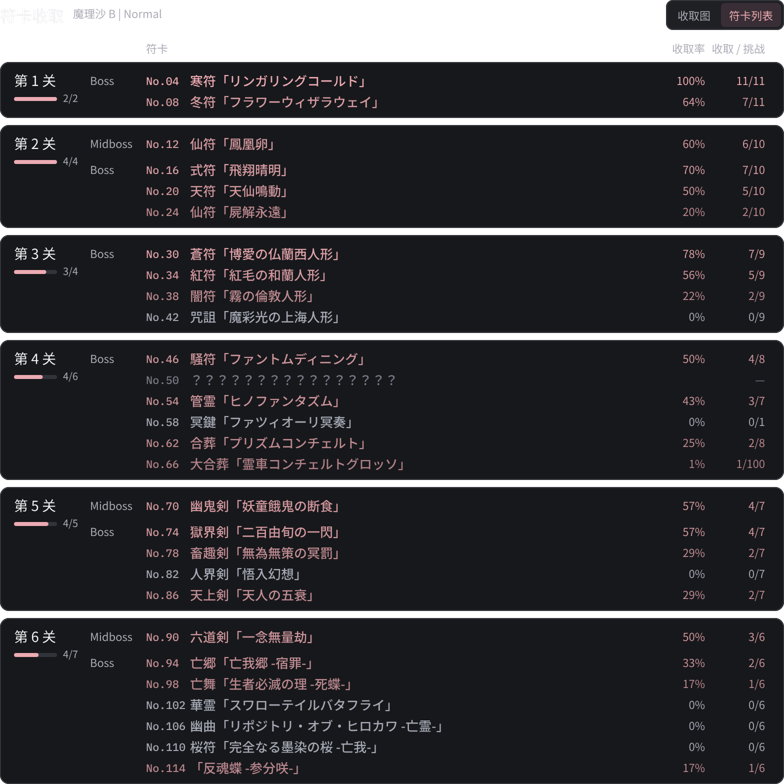 符卡收取 魔理沙 B | Normal 收取图 符卡列表
符卡 收取率 收取 / 挑战
第 1 关 Boss No.04 寒符「リンガリングコールド」 100% 11/11
2/2 No.08 冬符「フラワーウィザラウェイ」 64% 7/11
第 2 关 Midboss No.12 仙符「鳳凰卵」 60% 6/10
4/4 Boss No.16 式符「飛翔晴明」 70% 7/10
No.20 天符「天仙鳴動」 50% 5/10
No.24 仙符「屍解永遠」 20% 2/10
第 3 关 Boss No.30 蒼符「博愛の仏蘭西人形」 78% 7/9
3/4 No.34 紅符「紅毛の和蘭人形」 56% 5/9
No.38 闇符「霧の倫敦人形」 22% 2/9
No.42 咒詛「魔彩光の上海人形」 0% 0/9
第 4 关 Boss No.46 騒符「ファントムディニング」 50% 4/8
4/6 No.50 ？？？？？？？？？？？？？？？ —
No.54 管霊「ヒノファンタズム」 43% 3/7
No.58 冥鍵「ファツィオーリ冥奏」 0% 0/1
No.62 合葬「プリズムコンチェルト」 25% 2/8
No.66 大合葬「霊車コンチェルトグロッソ」 1% 1/100
第 5 关 Midboss No.70 幽鬼剣「妖童餓鬼の断食」 57% 4/7
4/5 Boss No.74 獄界剣「二百由旬の一閃」 57% 4/7
No.78 畜趣剣「無為無策の冥罰」 29% 2/7
No.82 人界剣「悟入幻想」 0% 0/7
No.86 天上剣「天人の五衰」 29% 2/7
第 6 关 Midboss No.90 六道剣「一念無量劫」 50% 3/6
4/7 Boss No.94 亡郷「亡我郷 -宿罪-」 33% 2/6
No.98 亡舞「生者必滅の理 -死蝶-」 17% 1/6
No.102 華霊「スワローテイルバタフライ」 0% 0/6
No.106 幽曲「リポジトリ・オブ・ヒロカワ -亡霊-」 0% 0/6
No.110 桜符「完全なる墨染の桜 -亡我-」 0% 0/6
No.114 「反魂蝶 -参分咲-」 17% 1/6